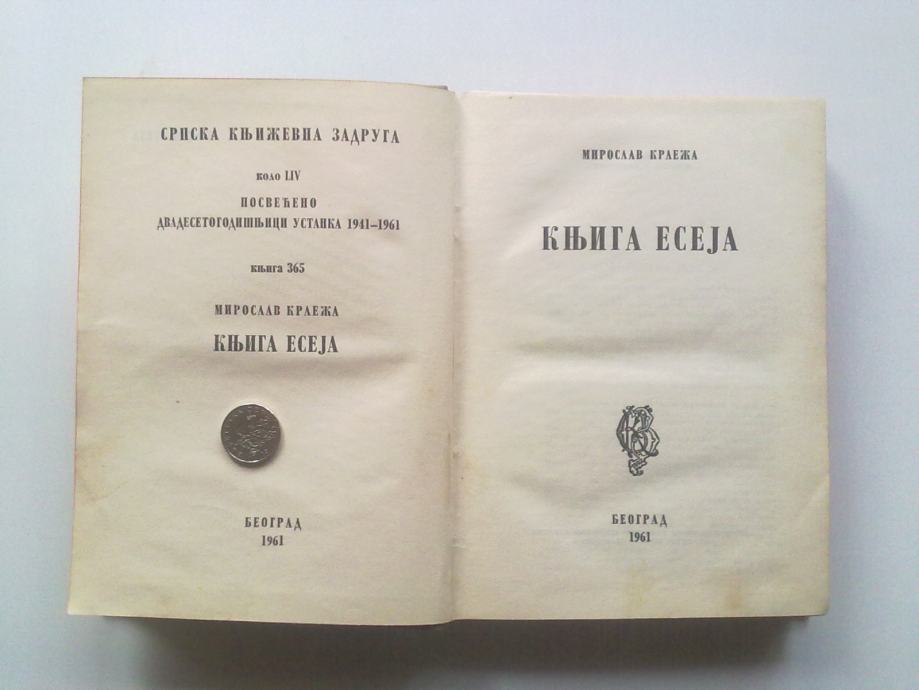 СРПСКА КЊИЖЕВНА ЗАДРУГА
коло LIV
ПОСВЕЋЕНО
ДВАДЕСЕТОГОДИШЊИЦИ УСТАНКА 1941–1961
књига 365
МИРОСЛАВ КРЛЕЖА
КЊИГА ЕСЕЈА
БЕОГРАД
1961
МИРОСЛАВ КРЛЕЖА
КЊИГА ЕСЕЈА
БЕОГРАД
1961